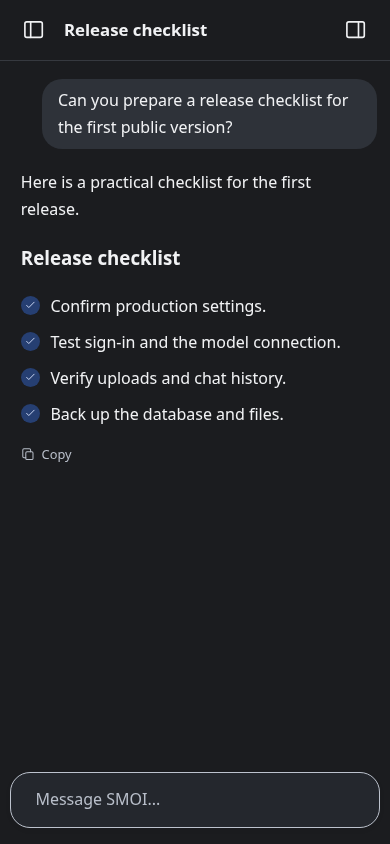 Release checklist
Can you prepare a release checklist for
the first public version?
Here is a practical checklist for the first
release.
Release checklist
Confirm production settings.
Test sign-in and the model connection.
Verify uploads and chat history.
Back up the database and files.
Copy
Message SMOI...